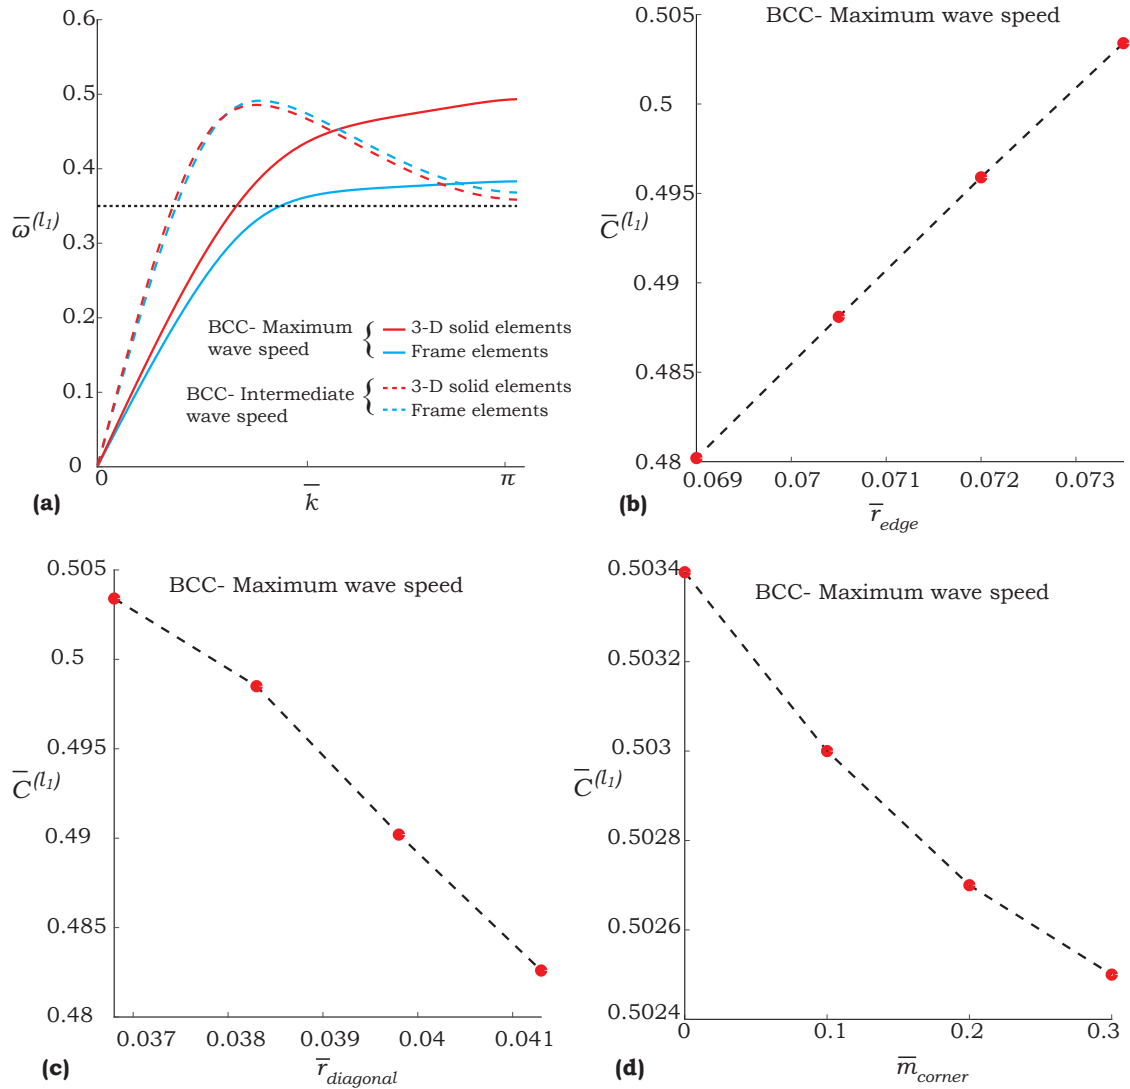 0.6
0.5
0.4
0.3
0.2
0.1
0
ω̅^(l₁)
BCC- Maximum wave speed
3-D solid elements
Frame elements
BCC- Intermediate wave speed
3-D solid elements
Frame elements
0
π
k̅
(a)
BCC- Maximum wave speed
0.505
0.5
0.495
0.49
0.485
0.48
C̅^(l₁)
0.069 0.07 0.071 0.072 0.073
r̅_edge
(b)
BCC- Maximum wave speed
0.505
0.5
0.495
0.49
0.485
0.48
C̅^(l₁)
0.037 0.038 0.039 0.04 0.041
r̅_diagonal
(c)
BCC- Maximum wave speed
0.5034
0.5032
0.503
0.5028
0.5026
0.5024
C̅^(l₁)
0 0.1 0.2 0.3
m̅_corner
(d)